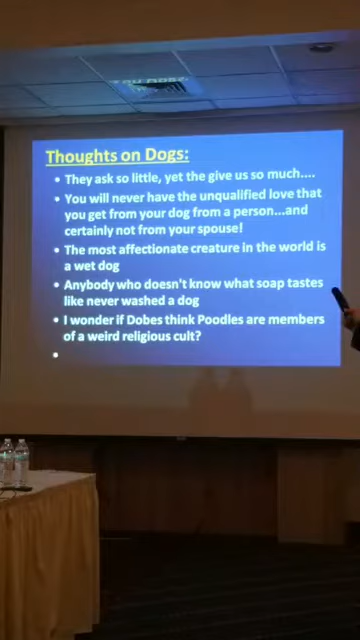 Thoughts on Dogs:
• They ask so little, yet the give us so much....
• You will never have the unqualified love that
you get from your dog from a person...and
certainly not from your spouse!
• The most affectionate creature in the world is
a wet dog
• Anybody who doesn't know what soap tastes
like never washed a dog
• I wonder if Dobes think Poodles are members
of a weird religious cult?
•